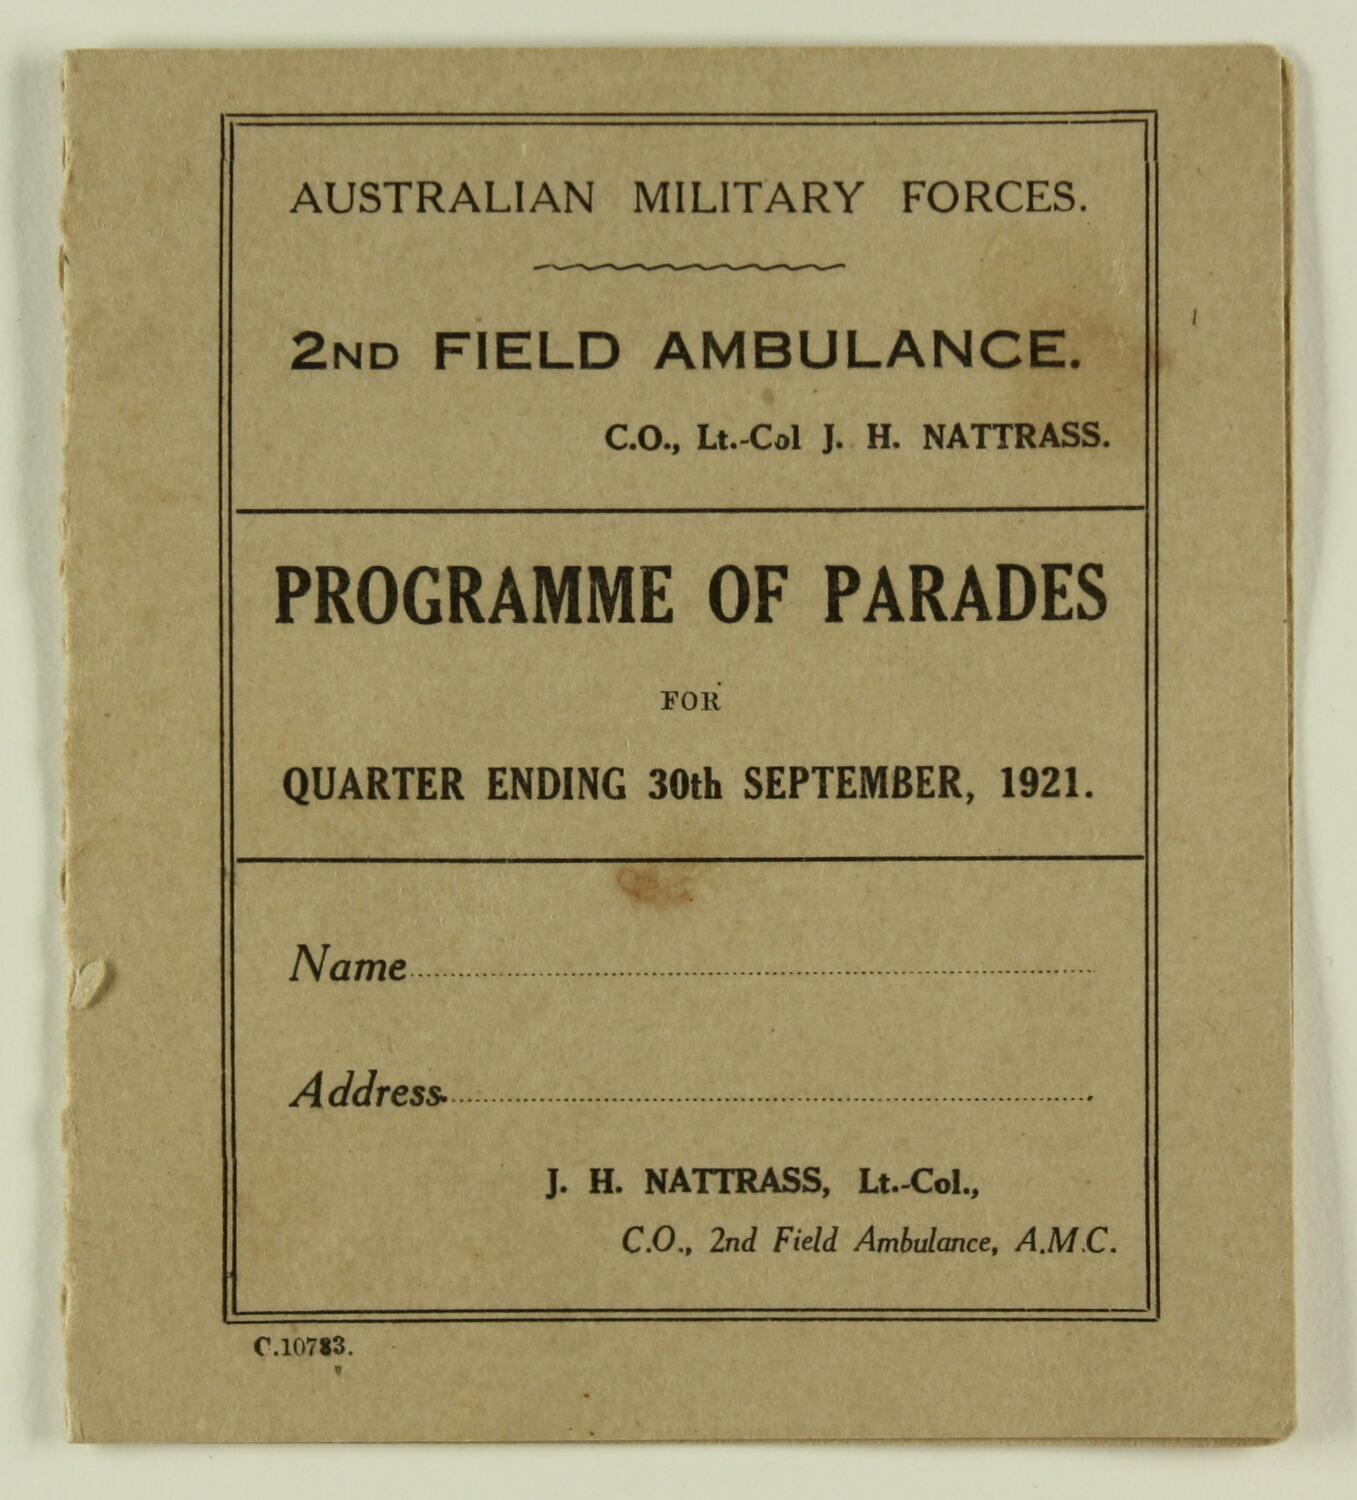 AUSTRALIAN MILITARY FORCES.
2ND FIELD AMBULANCE.
C.O., Lt.-Col J. H. NATTRASS.
PROGRAMME OF PARADES
FOR
QUARTER ENDING 30th SEPTEMBER, 1921.
Name
Address
J. H. NATTRASS, Lt.-Col.,
C.O., 2nd Field Ambulance, A.M.C.
C.10783.